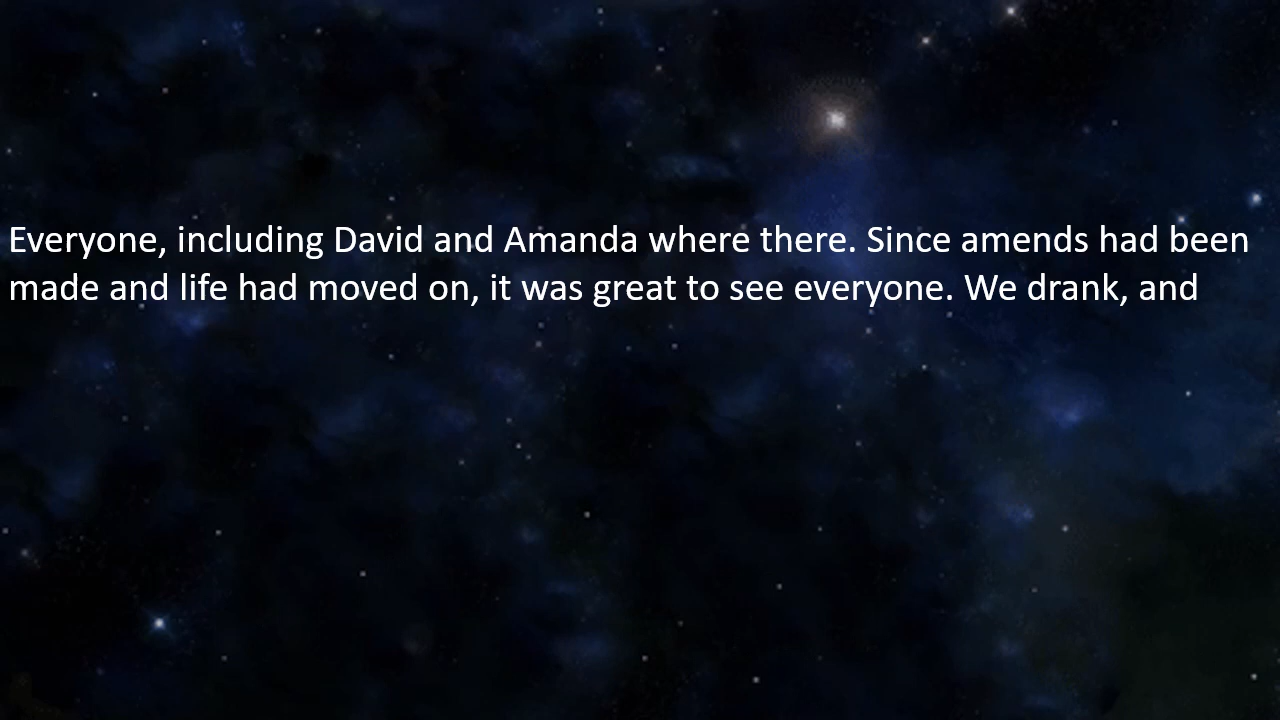 Everyone, including David and Amanda where there. Since amends had been
made and life had moved on, it was great to see everyone. We drank, and